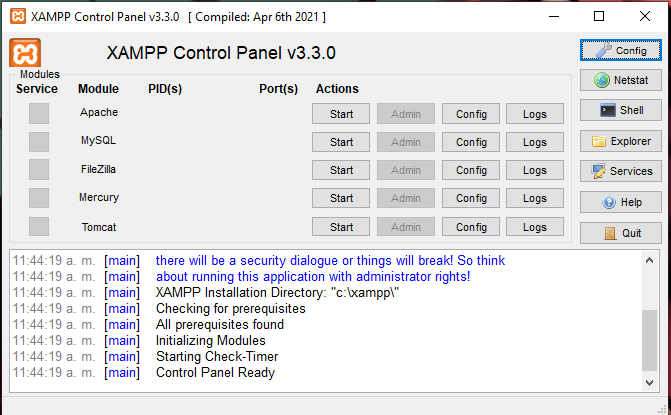 XAMPP Control Panel v3.3.0 [ Compiled: Apr 6th 2021 ]
XAMPP Control Panel v3.3.0
Config
Modules
Service Module PID(s) Port(s) Actions
Netstat
Apache Start Admin Config Logs
Shell
MySQL Start Admin Config Logs
Explorer
FileZilla Start Admin Config Logs
Services
Mercury Start Admin Config Logs
Help
Tomcat Start Admin Config Logs
Quit
11:44:19 a. m. [main] there will be a security dialogue or things will break! So think
11:44:19 a. m. [main] about running this application with administrator rights!
11:44:19 a. m. [main] XAMPP Installation Directory: "c:\xampp\"
11:44:19 a. m. [main] Checking for prerequisites
11:44:19 a. m. [main] All prerequisites found
11:44:19 a. m. [main] Initializing Modules
11:44:19 a. m. [main] Starting Check-Timer
11:44:19 a. m. [main] Control Panel Ready